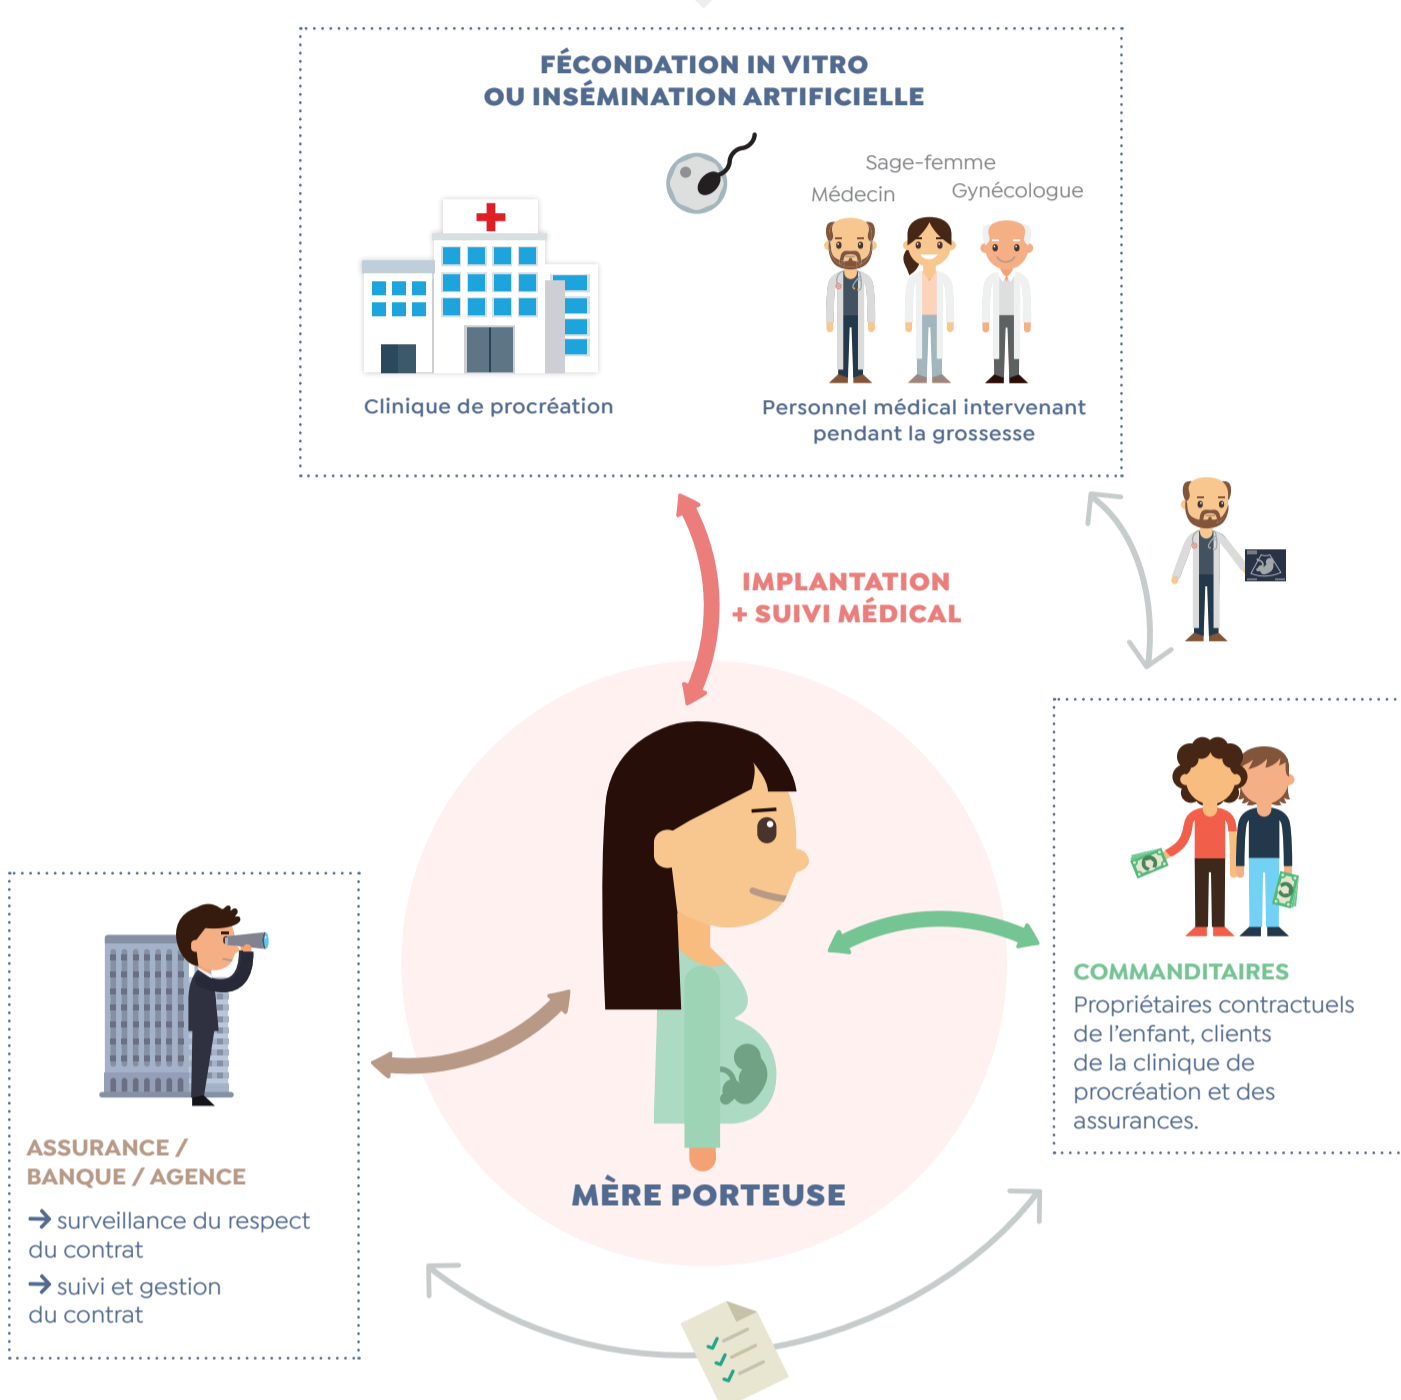 FÉCONDATION IN VITRO
OU INSÉMINATION ARTIFICIELLE
Sage-femme
Médecin
Gynécologue
Clinique de procréation
Personnel médical intervenant
pendant la grossesse
IMPLANTATION
+ SUIVI MÉDICAL
COMMANDITAIRES
Propriétaires contractuels
de l’enfant, clients
de la clinique de
procréation et des
assurances.
ASSURANCE /
BANQUE / AGENCE
→ surveillance du respect
du contrat
→ suivi et gestion
du contrat
MÈRE PORTEUSE